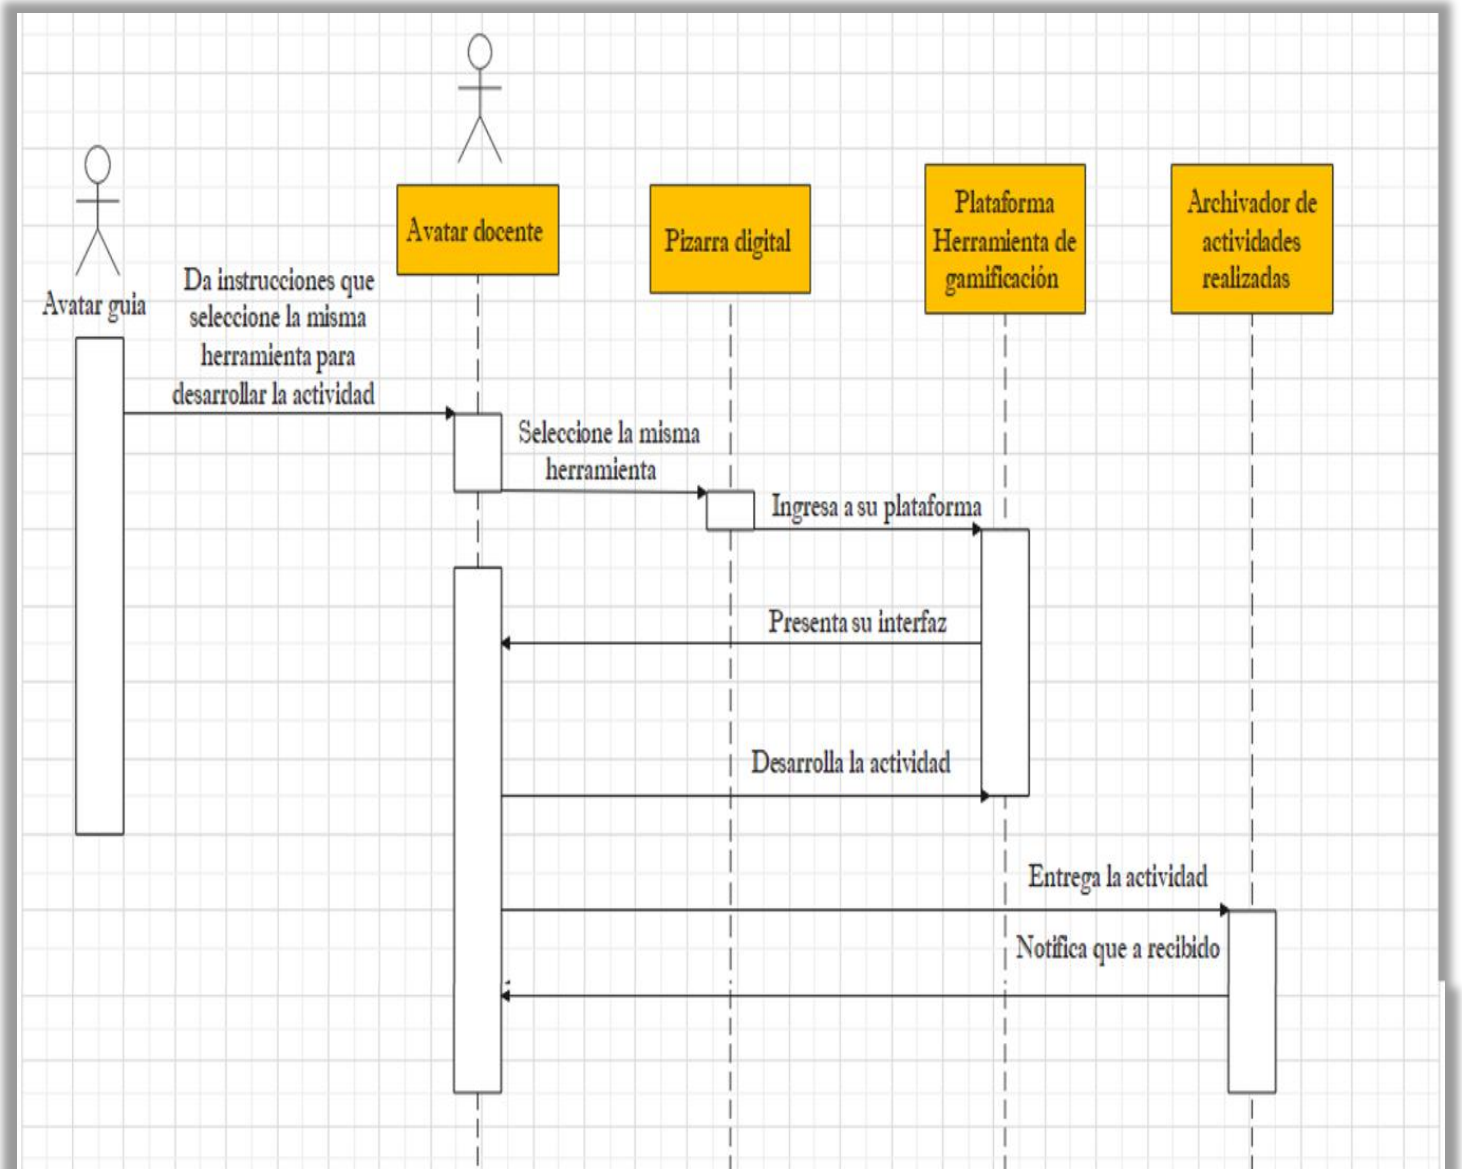 Avatar docente
Pizarra digital
Plataforma
Herramienta de
gamificación
Archivador de
actividades
realizadas
Avatar guia
Da instrucciones que
seleccione la misma
herramienta para
desarrollar la actividad
Seleccione la misma
herramienta
Ingresa a su plataforma
Presenta su interfaz
Desarrolla la actividad
Entrega la actividad
Notifica que a recibido